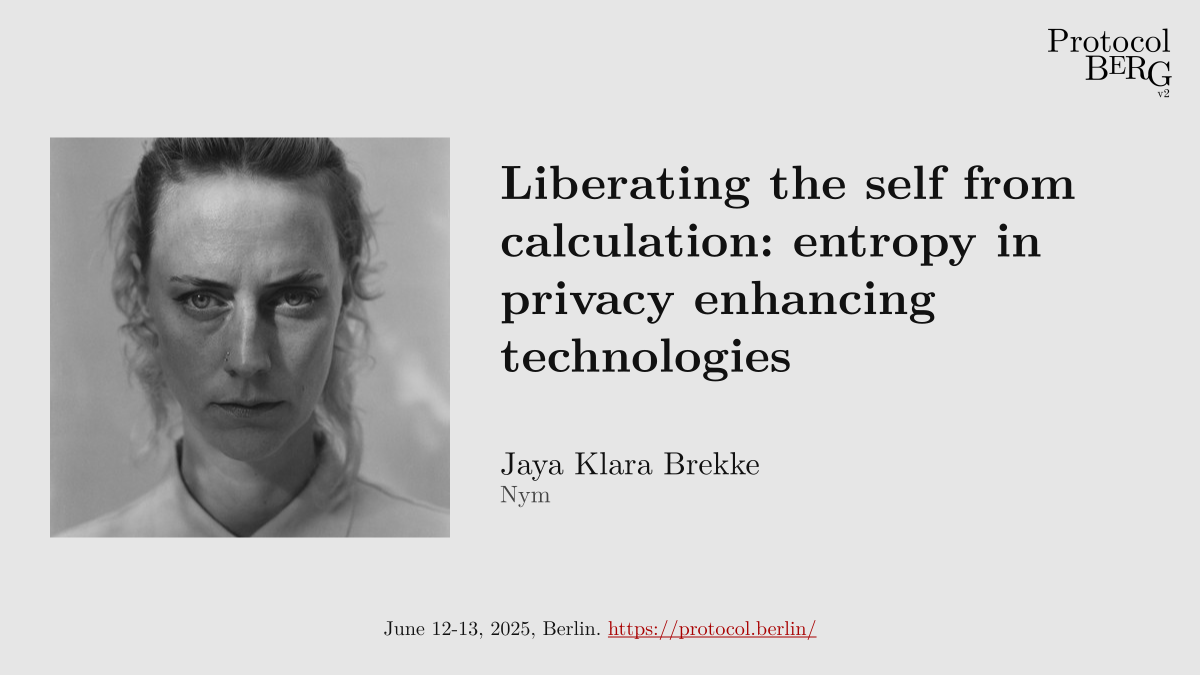 Protocol
BERG
v2
Liberating the self from
calculation: entropy in
privacy enhancing
technologies
Jaya Klara Brekke
Nym
June 12-13, 2025, Berlin. https://protocol.berlin/